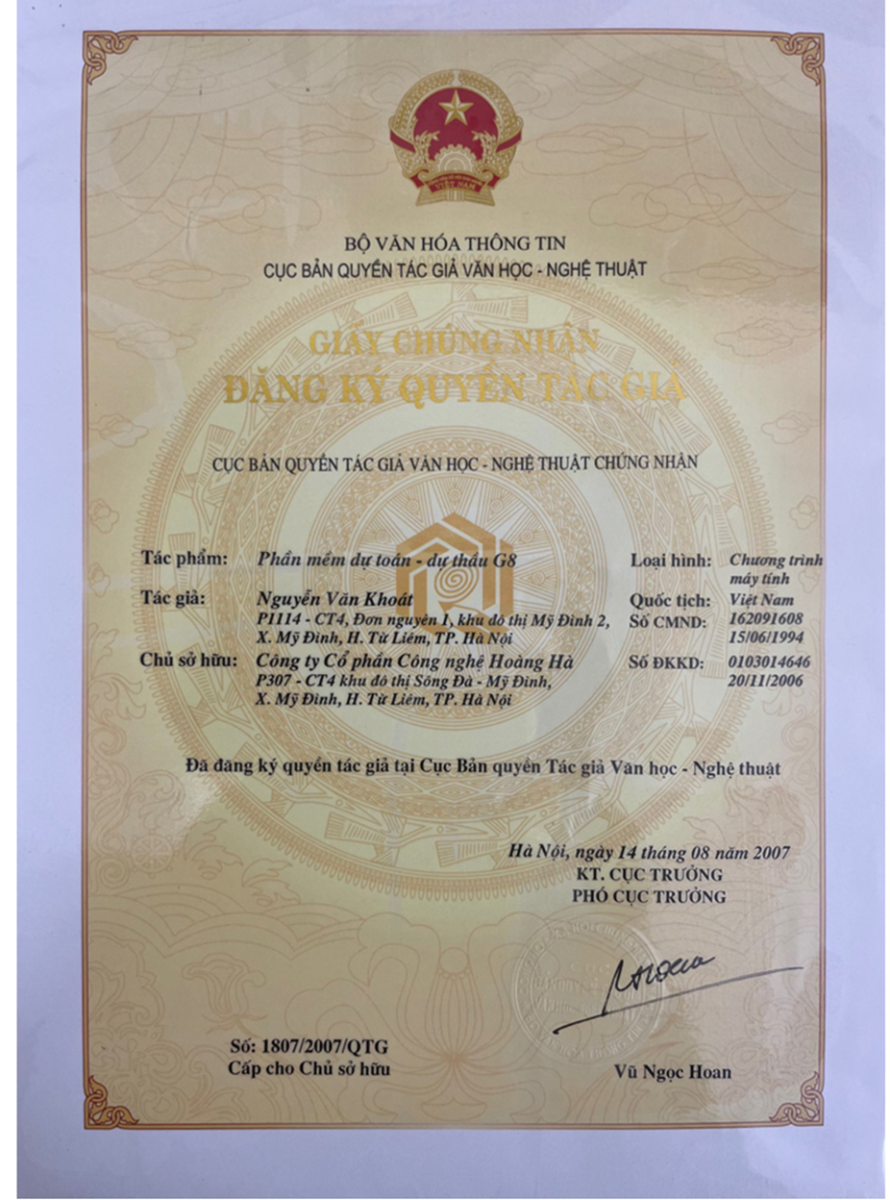 VIỆT NAM
BỘ VĂN HÓA THÔNG TIN
CỤC BẢN QUYỀN TÁC GIẢ VĂN HỌC - NGHỆ THUẬT
GIẤY CHỨNG NHẬN
ĐĂNG KÝ QUYỀN TÁC GIẢ
CỤC BẢN QUYỀN TÁC GIẢ VĂN HỌC - NGHỆ THUẬT CHỨNG NHẬN
Tác phẩm: Phần mềm dự toán - dự thầu G8 Loại hình: Chương trình
máy tính
Tác giả: Nguyễn Văn Khoát Quốc tịch: Việt Nam
P1114 - CT4, Đơn nguyên 1, khu đô thị Mỹ Đình 2, Số CMND: 162091608
X. Mỹ Đình, H. Từ Liêm, TP. Hà Nội 15/06/1994
Chủ sở hữu: Công ty Cổ phần Công nghệ Hoàng Hà Số ĐKKD: 0103014646
P307 - CT4 khu đô thị Sông Đà - Mỹ Đình, 20/11/2006
X. Mỹ Đình, H. Từ Liêm, TP. Hà Nội
Đã đăng ký quyền tác giả tại Cục Bản quyền Tác giả Văn học - Nghệ thuật
Hà Nội, ngày 14 tháng 08 năm 2007
KT. CỤC TRƯỞNG
PHÓ CỤC TRƯỞNG
Số: 1807/2007/QTG
Cấp cho Chủ sở hữu
Vũ Ngọc Hoan